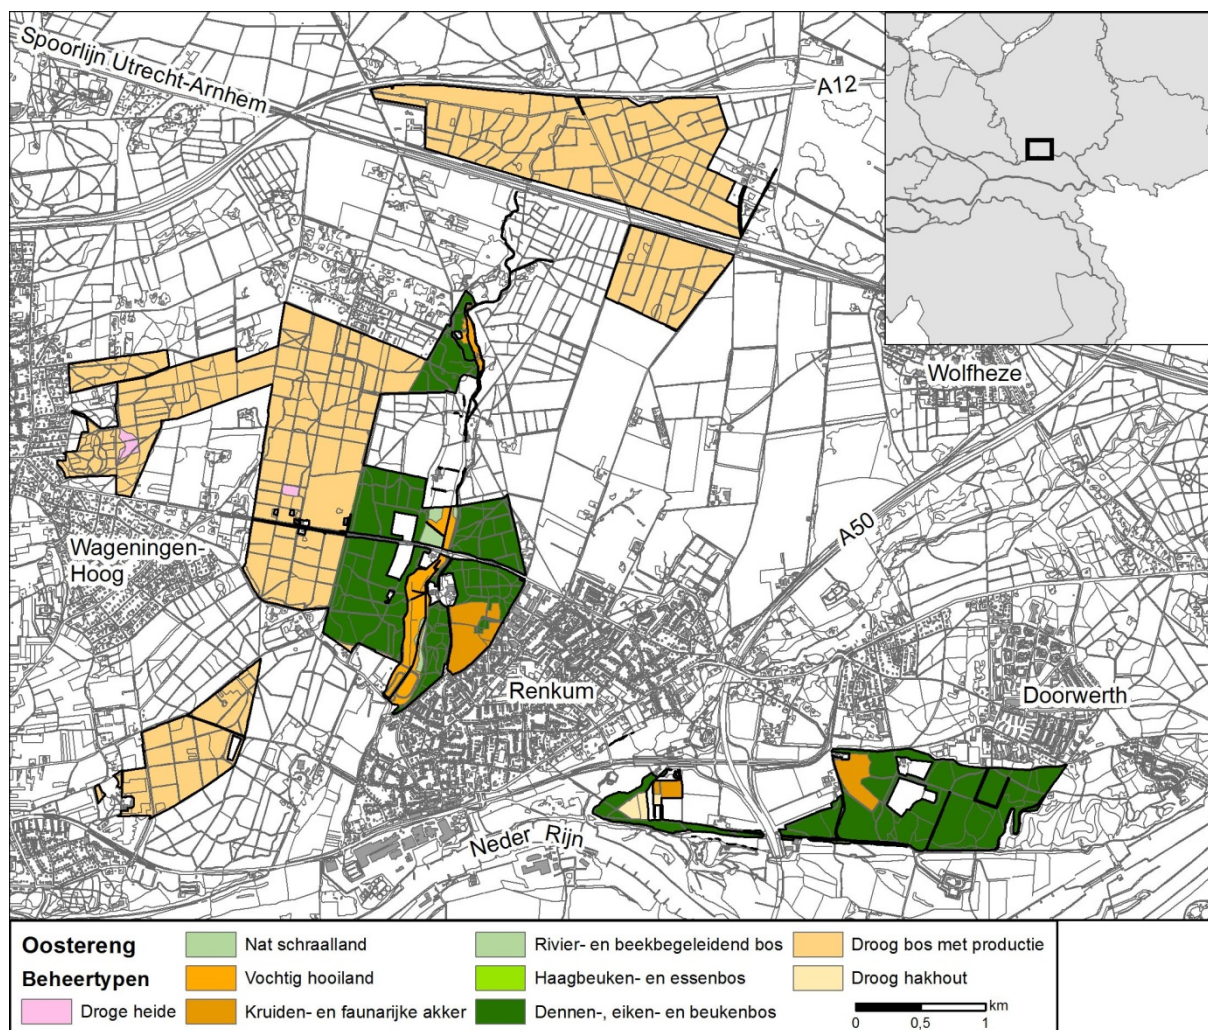 Spoorlijn Utrecht-Arnhem
A12
Wolfheze
A50
Wageningen-
Hoog
Renkum
Doorwerth
Neder_Rijn
Oostereng
Beheertypen
Droge heide
Nat schraalland
Vochtig hooiland
Kruiden- en faunarijke akker
Rivier- en beekbegeleidend bos
Haagbeuken- en essenbos
Dennen-, eiken- en beukenbos
Droog bos met productie
Droog hakhout
km
0 0,5 1